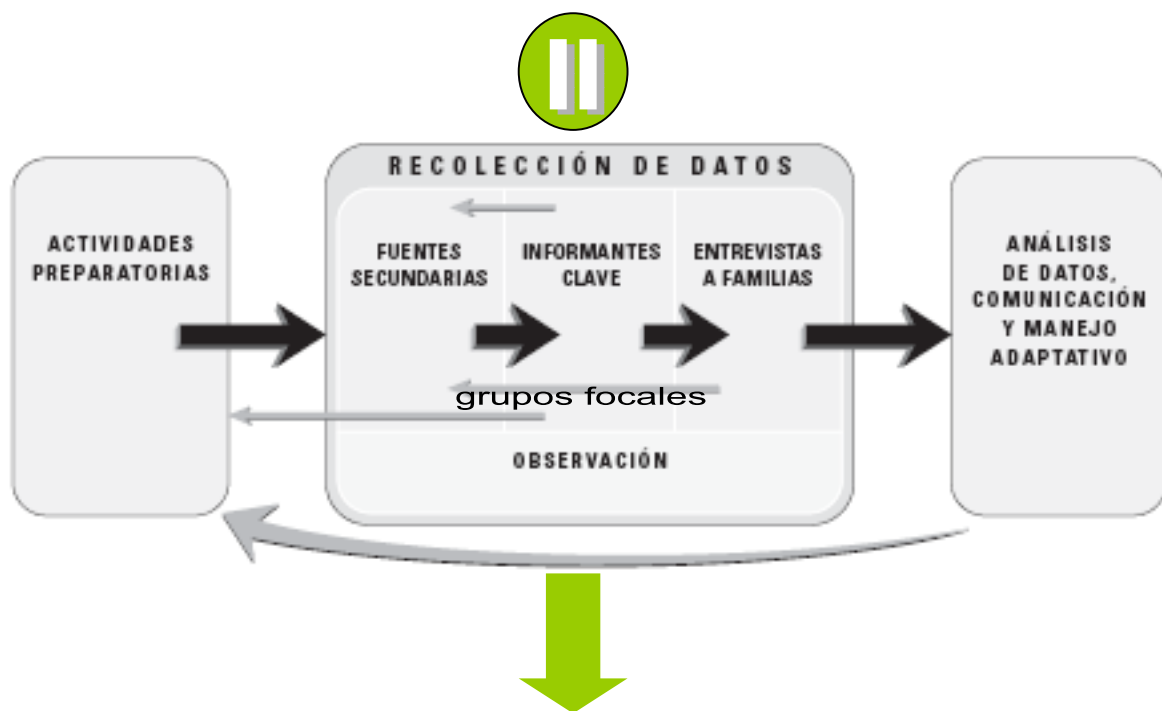 II
RECOLECCIÓN DE DATOS
ACTIVIDADES
PREPARATORIAS
FUENTES
SECUNDARIAS
INFORMANTES
CLAVE
ENTREVISTAS
A FAMILIAS
grupos focales
OBSERVACIÓN
ANÁLISIS
DE DATOS,
COMUNICACIÓN
Y MANEJO
ADAPTATIVO